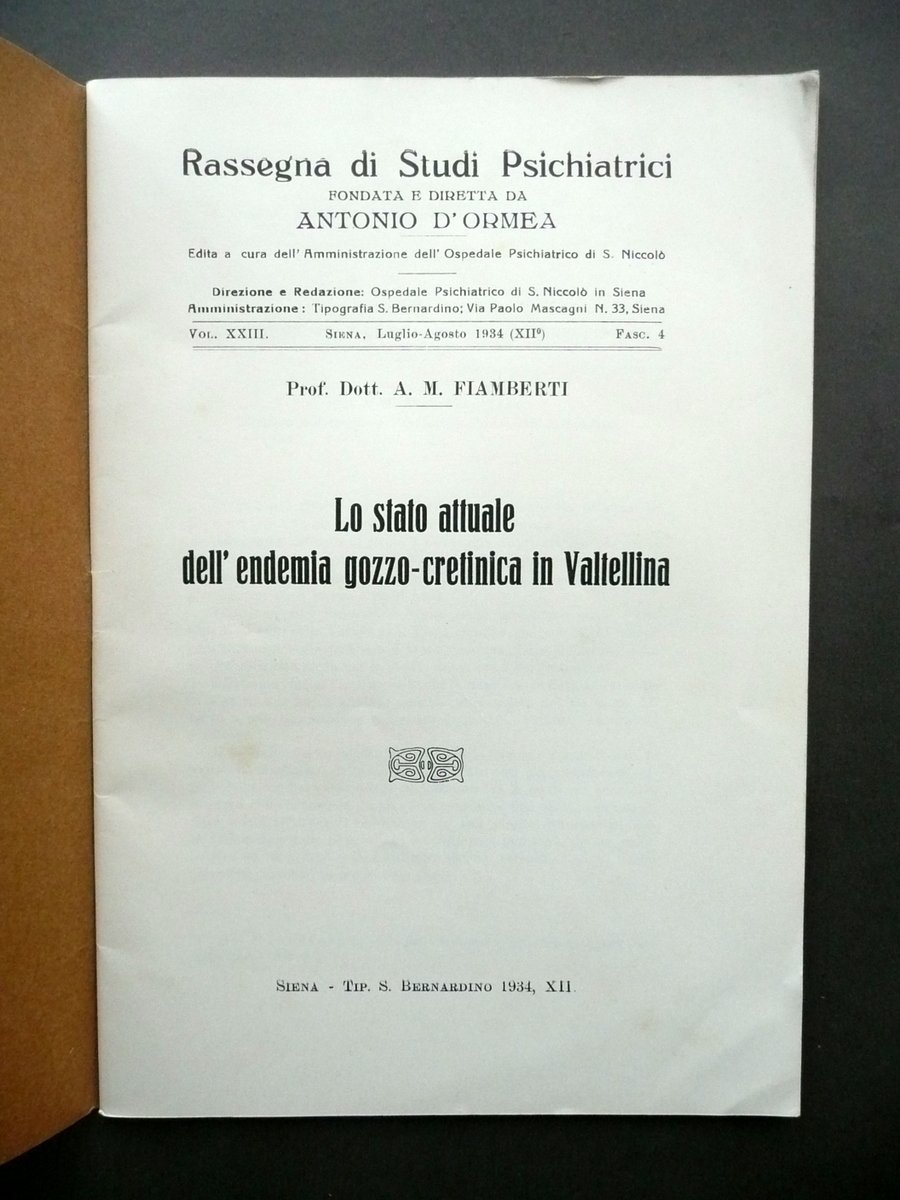 Rassegna di Studi Psichiatrici
FONDATA E DIRETTA DA
ANTONIO D'ORMEA
Edita a cura dell'Amministrazione dell'Ospedale Psichiatrico di S. Niccolò
Direzione e Redazione: Ospedale Psichiatrico di S. Niccolò in Siena
Amministrazione: Tipografia S. Bernardino; Via Paolo Mascagni N. 33, Siena
VOL. XXIII. SIENA, Luglio-Agosto 1934 (XII°) FASC. 4
Prof. Dott. A. M. FIAMBERTI
Lo stato attuale
dell'endemia gozzo-cretinica in Valtellina
SIENA - TIP. S. BERNARDINO 1934, XII.